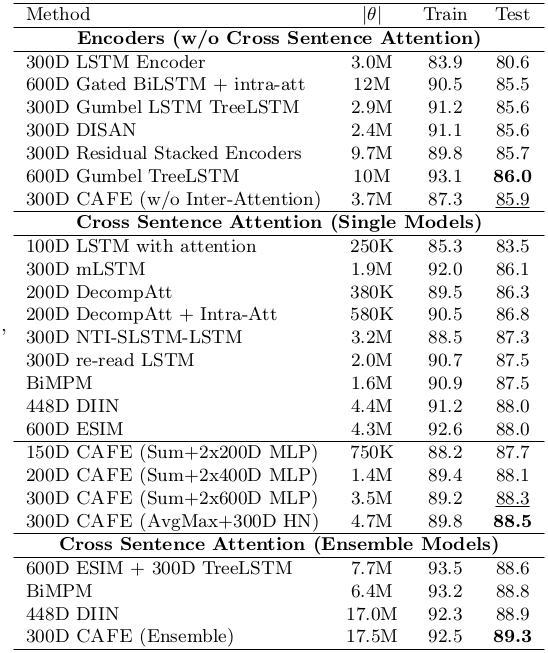 Method |θ| Train Test
Encoders (w/o Cross Sentence Attention)
300D LSTM Encoder 3.0M 83.9 80.6
600D Gated BiLSTM + intra-att 12M 90.5 85.5
300D Gumbel LSTM TreeLSTM 2.9M 91.2 85.6
300D DISAN 2.4M 91.1 85.6
300D Residual Stacked Encoders 9.7M 89.8 85.7
600D Gumbel TreeLSTM 10M 93.1 86.0
300D CAFE (w/o Inter-Attention) 3.7M 87.3 85.9
Cross Sentence Attention (Single Models)
100D LSTM with attention 250K 85.3 83.5
300D mLSTM 1.9M 92.0 86.1
200D DecompAtt 380K 89.5 86.3
200D DecompAtt + Intra-Att 580K 90.5 86.8
300D NTI-SLSTM-LSTM 3.2M 88.5 87.3
,
300D re-read LSTM 2.0M 90.7 87.5
BiMPM 1.6M 90.9 87.5
448D DIIN 4.4M 91.2 88.0
600D ESIM 4.3M 92.6 88.0
150D CAFE (Sum+2x200D MLP) 750K 88.2 87.7
200D CAFE (Sum+2x400D MLP) 1.4M 89.4 88.1
300D CAFE (Sum+2x600D MLP) 3.5M 89.2 88.3
300D CAFE (AvgMax+300D HN) 4.7M 89.8 88.5
Cross Sentence Attention (Ensemble Models)
600D ESIM + 300D TreeLSTM 7.7M 93.5 88.6
BiMPM 6.4M 93.2 88.8
448D DIIN 17.0M 92.3 88.9
300D CAFE (Ensemble) 17.5M 92.5 89.3